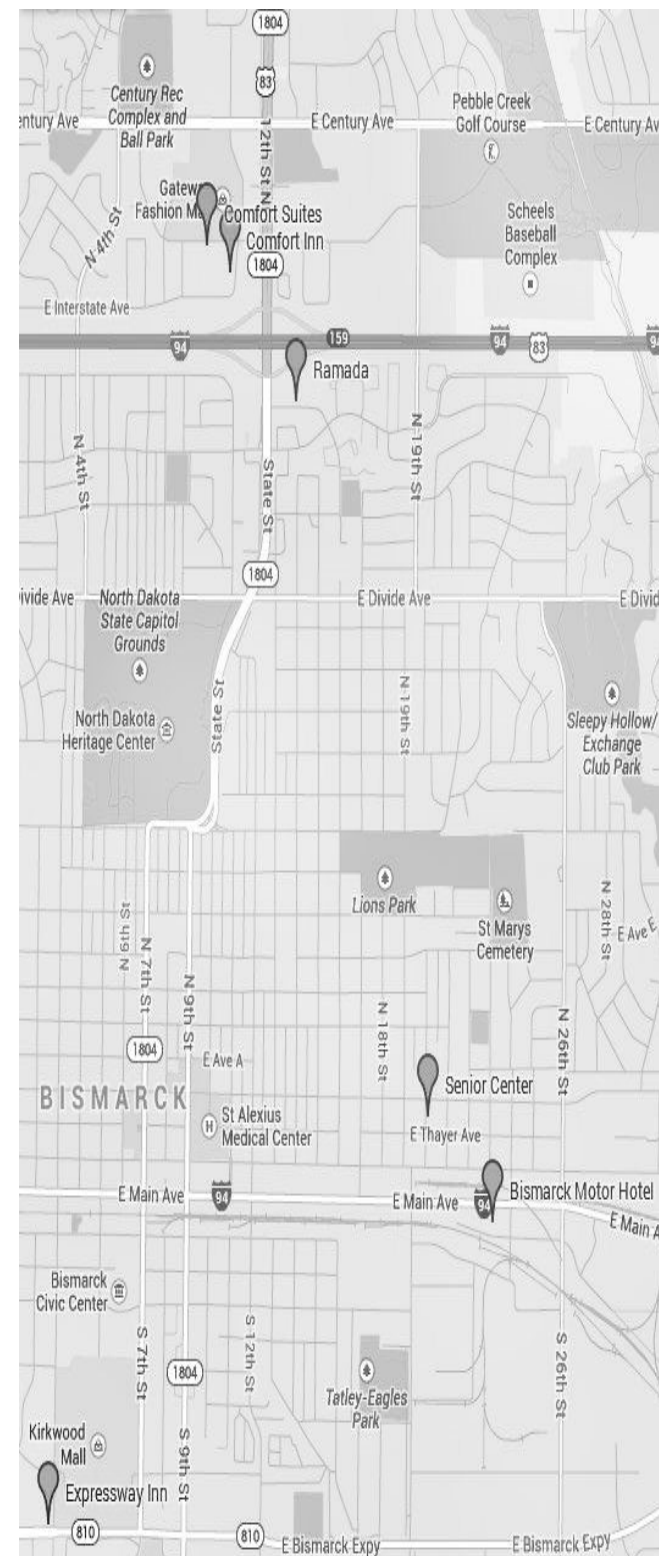 1804
83
Century Rec
Complex and
Ball Park
entury Ave
12th St N
E Century Ave
Pebble Creek
Golf Course
E Century Av
N 4th St
Fashion
Comfort Suites
Comfort Inn
1804
Scheels
Baseball
Complex
E Interstate Ave
94
159
94
83
94
Ramada
N 4th St
State St
N 19th St
1804
ivide Ave
North Dakota
State Capitol
Grounds
E Divide Ave
E Divid
North Dakota
Heritage Center
State St
N 19th St
Sleepy Hollow/
Exchange
Club Park
Lions Park
St Marys
Cemetery
N 28th St
E Ave E
N 6th St
N 7th St
N 9th St
N 18th St
N 26th St
1804
E Ave A
BISMARCK
Senior Center
St Alexius
Medical Center
E Thayer Ave
E Main Ave
94
E Main Ave
94
Bismarck Motor Hotel
E Main A
Bismarck
Civic Center
S 7th St
1804
S 12th St
S 26th St
Tatley-Eagles
Park
Kirkwood
Mall
S 9th St
Expressway Inn
810
810
E Bismarck Expy
E Bismarck Expy